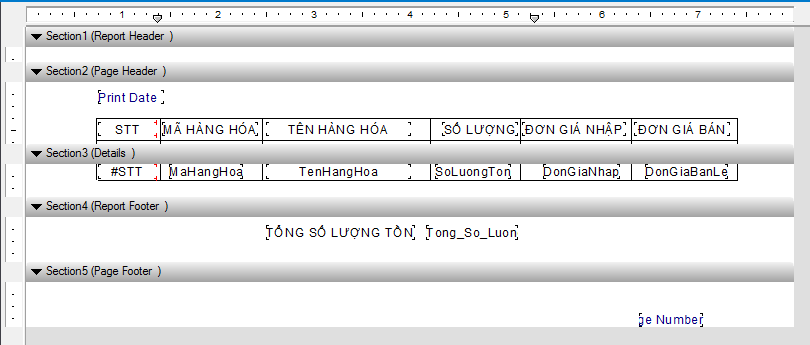 1 2 3 4 5 6 7
Section1 (Report Header )
Section2 (Page Header )
Print Date
STT MÃ HÀNG HÓA TÊN HÀNG HÓA SỐ LƯỢNG ĐƠN GIÁ NHẬP ĐƠN GIÁ BÁN
Section3 (Details )
#STT MaHangHoa TenHangHoa SoLuongTon DonGiaNhap DonGiaBanLe
Section4 (Report Footer )
TỔNG SỐ LƯỢNG TỒN Tong_So_Luon
Section5 (Page Footer )
ge Number